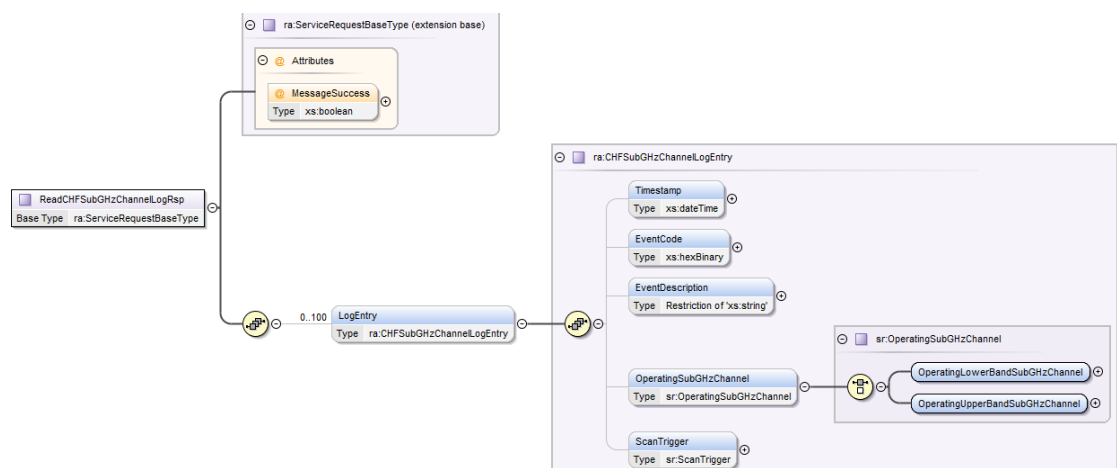 ra:ServiceRequestBaseType (extension base)
@ Attributes
@ MessageSuccess
Type xs:boolean
ReadCHFSubGHzChannelLogRsp
Base Type ra:ServiceRequestBaseType
0..100
LogEntry
Type ra:CHFSubGHzChannelLogEntry
ra:CHFSubGHzChannelLogEntry
Timestamp
Type xs:dateTime
EventCode
Type xs:hexBinary
EventDescription
Type Restriction of 'xs:string'
OperatingSubGHzChannel
Type sr:OperatingSubGHzChannel
sr:OperatingSubGHzChannel
OperatingLowerBandSubGHzChannel
OperatingUpperBandSubGHzChannel
ScanTrigger
Type sr:ScanTrigger